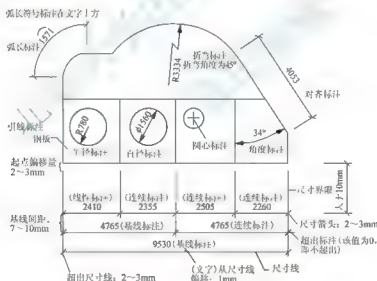 弧长符号标注在文字上方
1571
弧长标注
R3334
折弯标注
折弯角度为45°
4053
对齐标注
引线标注
钢板
R780
半径标注
ø1560
直径标注
圆心标注
34°
角度标注
起点偏移量
2~3mm
(线性标注)
2410
(连续标注)
2355
(连续标注)
2505
(连续标注)
2260
尺寸界限
大于10mm
基线间距:
7~10mm
4765(基线标注)
4765(连续标注)
尺寸箭头: 2~3mm
超出标注(该值为0,
即不超出)
9530(基线标注)
超出尺寸线: 2~3mm
(文字)从尺寸线
偏移: 1mm
尺寸线